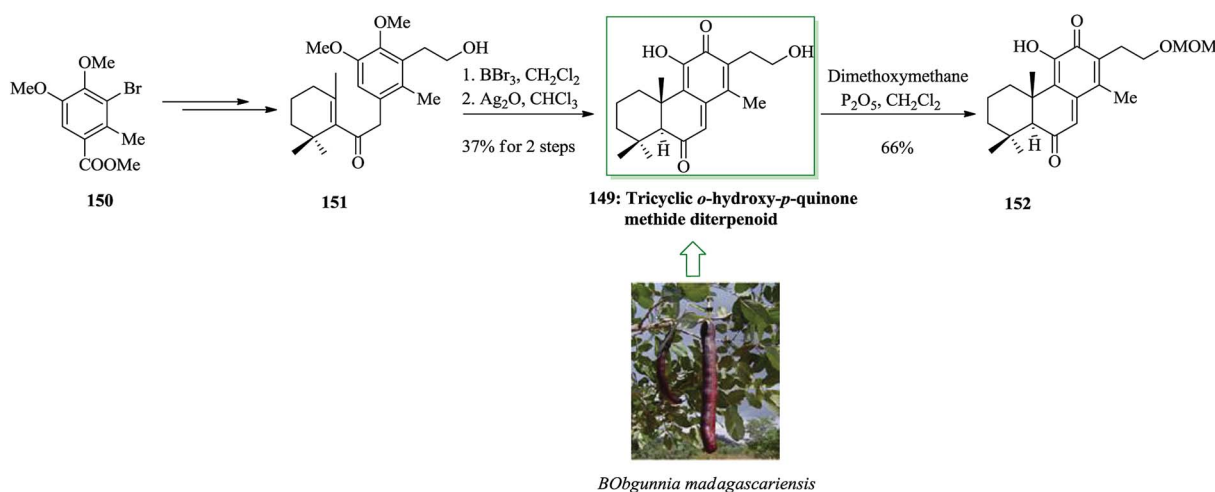 OMe
MeO
Br
Me
COOMe
150
OMe
MeO
OH
Me
O
151
1. BBr3, CH2Cl2
2. Ag2O, CHCl3
37% for 2 steps
O
HO
OH
Me
H
O
149: Tricyclic o-hydroxy-p-quinone
methide diterpenoid
Dimethoxymethane
P2O5, CH2Cl2
66%
O
HO
OMOM
Me
H
O
152
BObgunnia madagascariensis